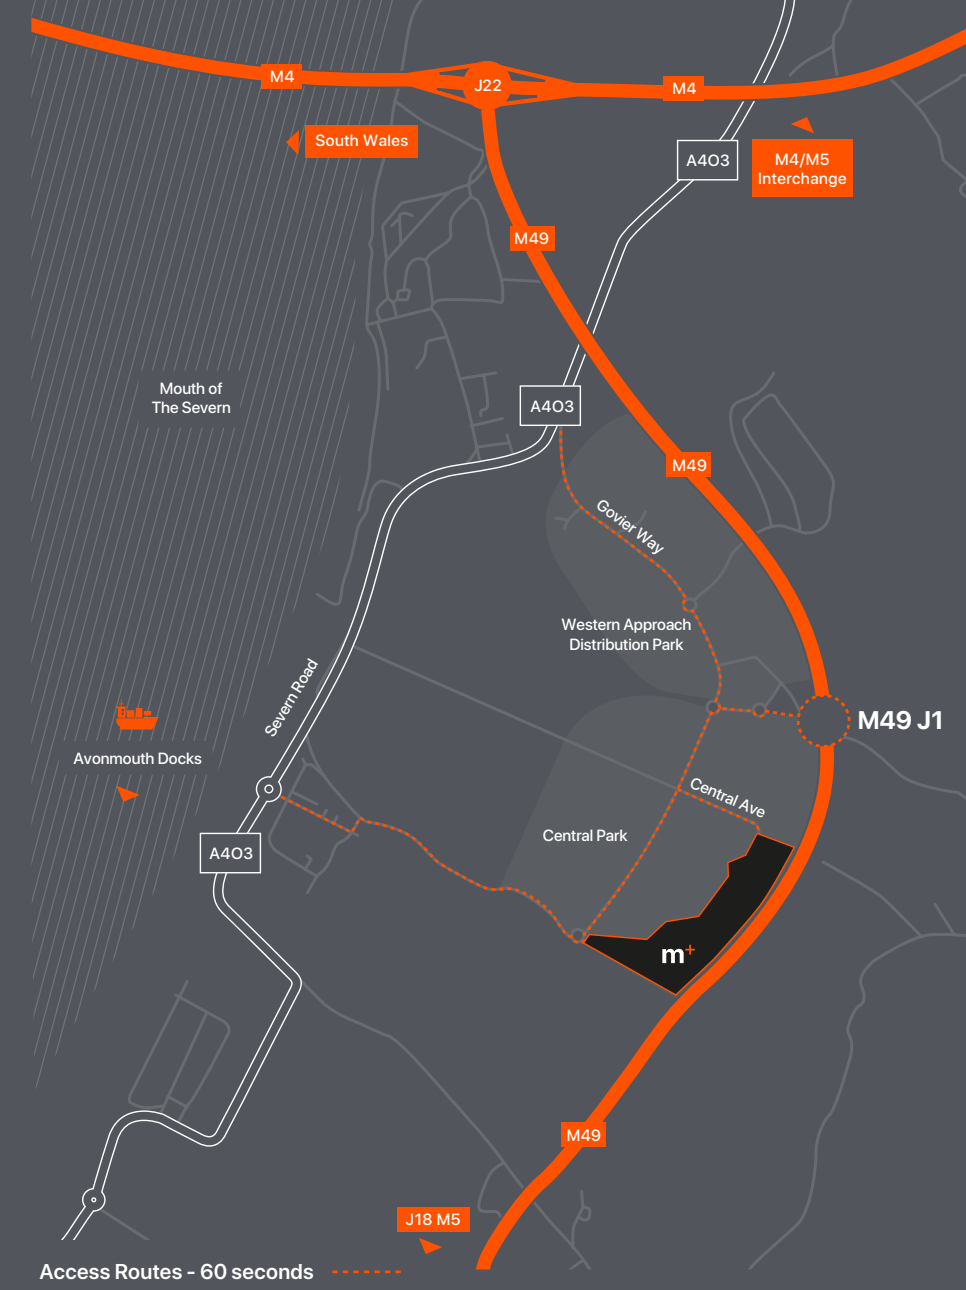 M4
J22
M4
South Wales
A403
M4/M5
Interchange
M49
Mouth of
The Severn
A403
M49
Govier Way
Western Approach
Distribution Park
Severn Road
M49 J1
Avonmouth Docks
Central Ave
Central Park
A403
m+
M49
J18 M5
Access Routes - 60 seconds